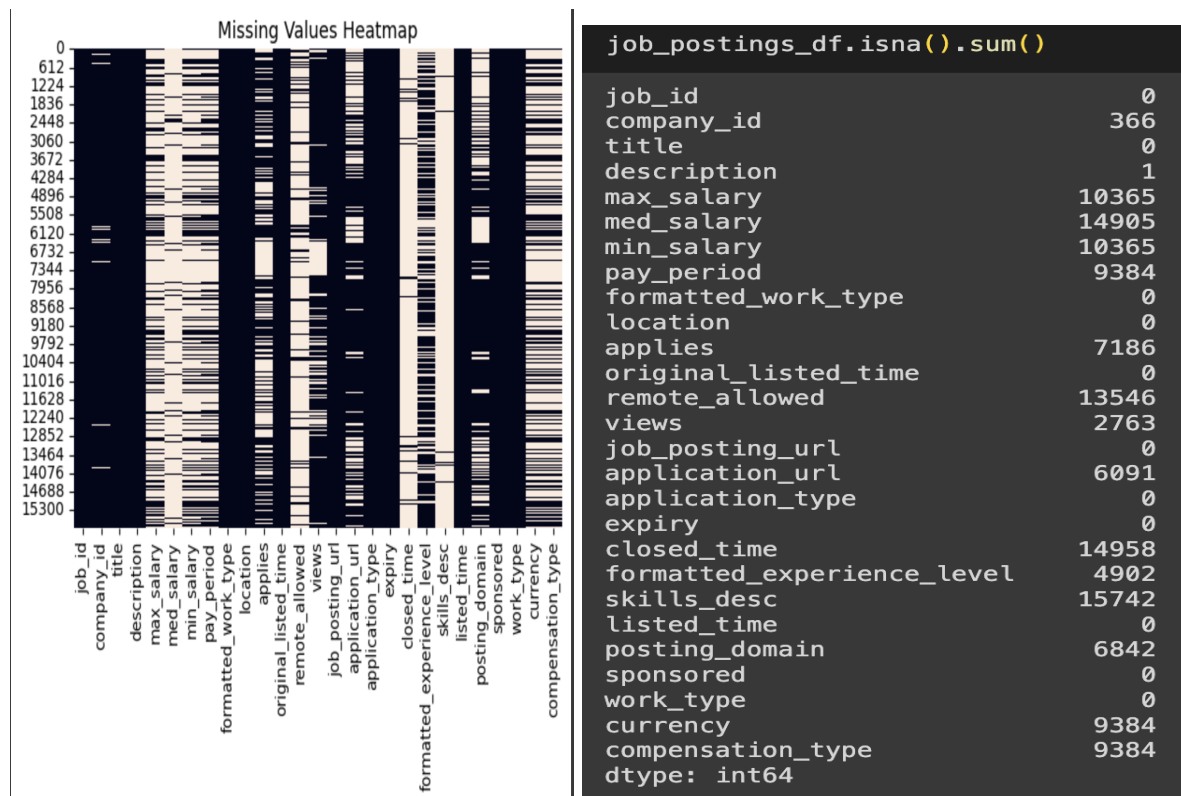 Missing Values Heatmap
0
612
1224
1836
2448
3060
3672
4284
4896
5508
6120
6732
7344
7956
8568
9180
9792
10404
11016
11628
12240
12852
13464
14076
14688
15300
job_id
company_id
title
description
max_salary
med_salary
min_salary
pay_period
formatted_work_type
location
applies
original_listed_time
remote_allowed
views
job_posting_url
application_url
application_type
expiry
closed_time
formatted_experience_level
skills_desc
listed_time
posting_domain
sponsored
work_type
currency
compensation_type
job_postings_df.isna().sum()
job_id 0
company_id 366
title 0
description 1
max_salary 10365
med_salary 14905
min_salary 10365
pay_period 9384
formatted_work_type 0
location 0
applies 7186
original_listed_time 0
remote_allowed 13546
views 2763
job_posting_url 0
application_url 6091
application_type 0
expiry 0
closed_time 14958
formatted_experience_level 4902
skills_desc 15742
listed_time 0
posting_domain 6842
sponsored 0
work_type 0
currency 9384
compensation_type 9384
dtype: int64